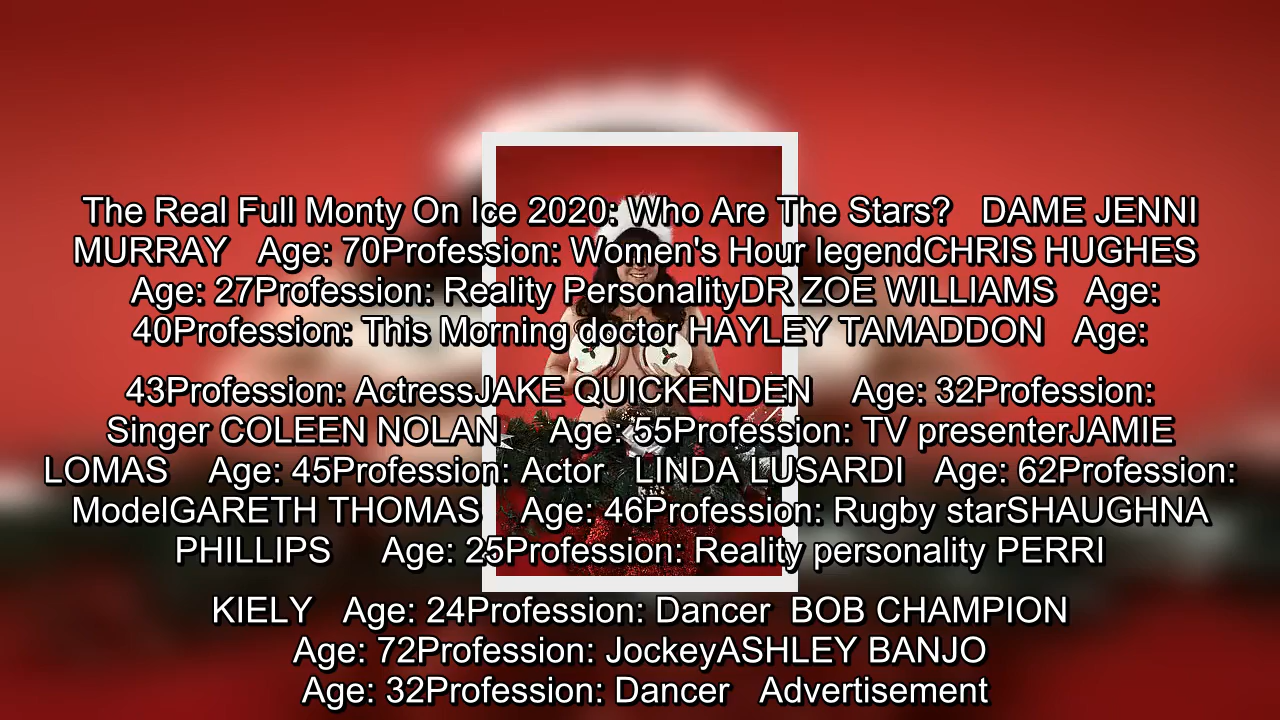 The Real Full Monty On Ice 2020: Who Are The Stars?   DAME JENNI
MURRAY   Age: 70Profession: Women's Hour legendCHRIS HUGHES
Age: 27Profession: Reality PersonalityDR ZOE WILLIAMS   Age:
40Profession: This Morning doctor HAYLEY TAMADDON   Age:
43Profession: ActressJAKE QUICKENDEN    Age: 32Profession:
Singer COLEEN NOLAN     Age: 55Profession: TV presenterJAMIE
LOMAS    Age: 45Profession: Actor   LINDA LUSARDI   Age: 62Profession:
ModelGARETH THOMAS    Age: 46Profession: Rugby starSHAUGHNA
PHILLIPS     Age: 25Profession: Reality personality PERRI
KIELY   Age: 24Profession: Dancer  BOB CHAMPION
Age: 72Profession: JockeyASHLEY BANJO
Age: 32Profession: Dancer   Advertisement